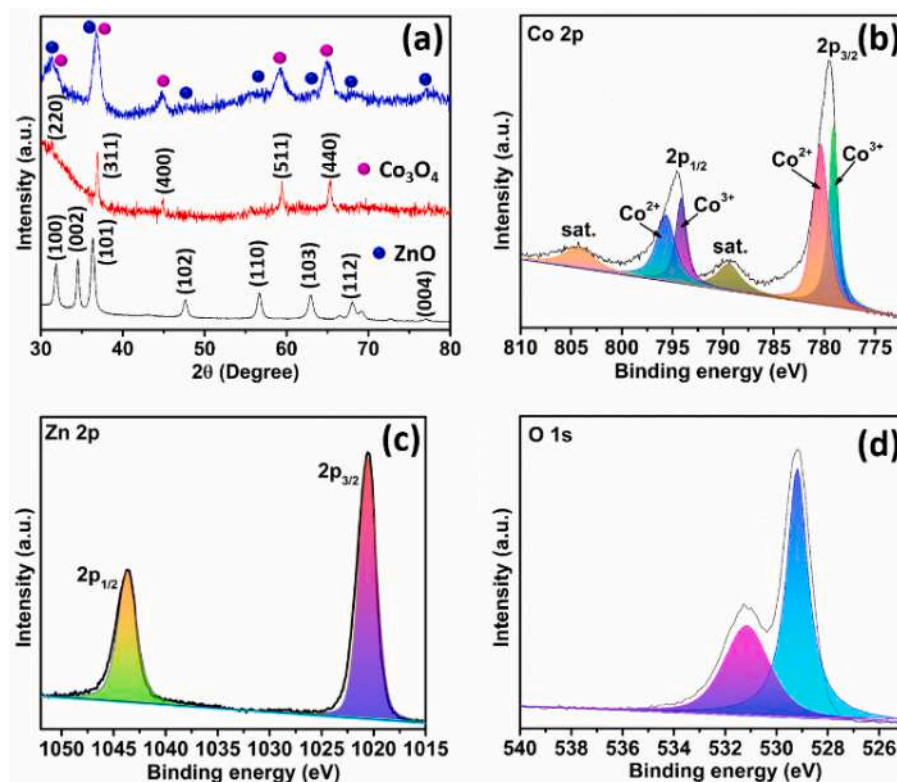 (a)
Intensity (a.u.)
(220)
(311)
(400)
(511)
(440)
Co₃O₄
ZnO
(100)
(002)
(101)
(102)
(110)
(103)
(112)
(004)
30 40 50 60 70 80
2θ (Degree)
Co 2p
(b)
2p3/2
2p1/2
Co²⁺
Co³⁺
Co²⁺
Co³⁺
sat.
sat.
Intensity (a.u.)
810 805 800 795 790 785 780 775
Binding energy (eV)
Zn 2p
(c)
2p3/2
2p1/2
Intensity (a.u.)
1050 1045 1040 1035 1030 1025 1020 1015
Binding energy (eV)
O 1s
(d)
Intensity (a.u.)
540 538 536 534 532 530 528 526
Binding energy (eV)